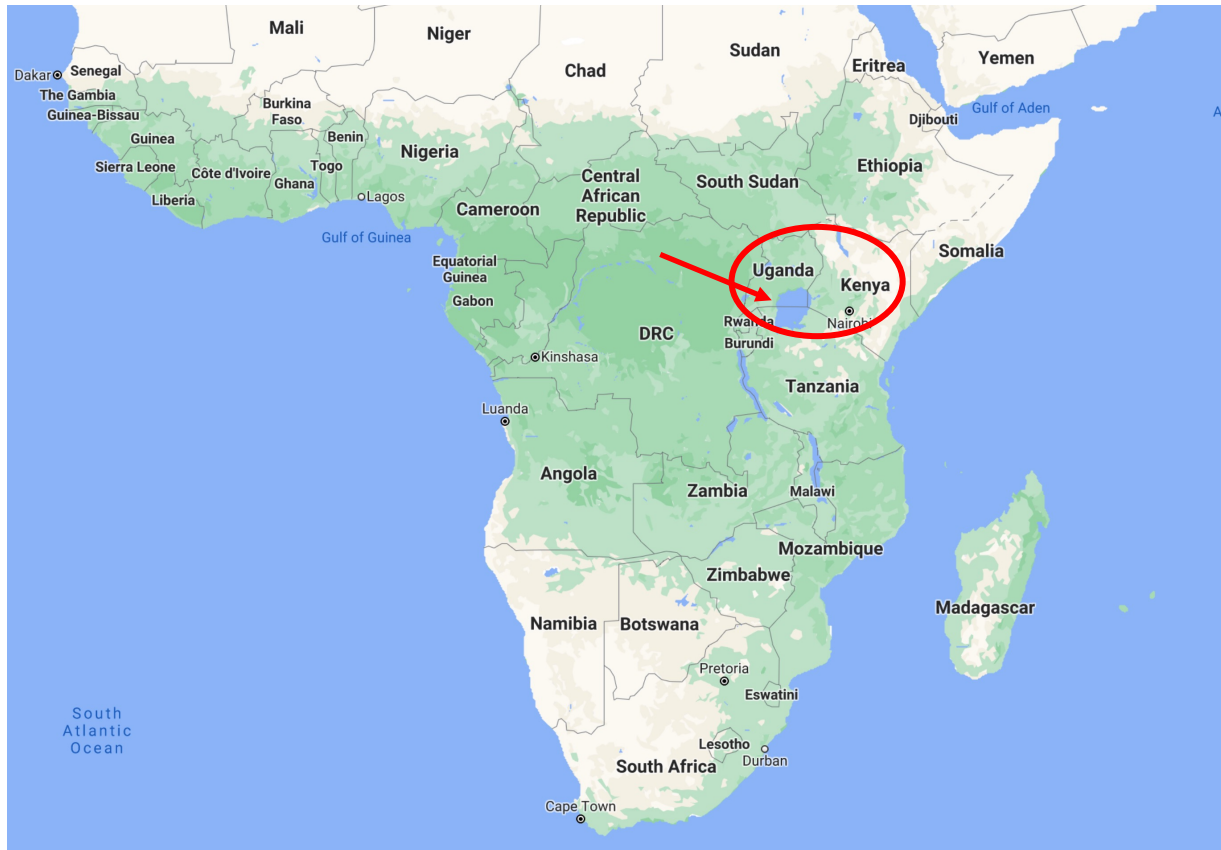 Mali
Niger
Sudan
Yemen
Eritrea
Chad
Dakar
Senegal
The Gambia
Guinea-Bissau
Burkina
Faso
Gulf of Aden
Djibouti
Guinea
Benin
Nigeria
Sierra Leone
Côte d'Ivoire
Togo
Ghana
Ethiopia
Central
African
Republic
South Sudan
Liberia
Lagos
Cameroon
Gulf of Guinea
Somalia
Equatorial
Guinea
Uganda
Kenya
Gabon
Rwanda
Nairobi
DRC
Burundi
Kinshasa
Tanzania
Luanda
Angola
Zambia
Malawi
Mozambique
Zimbabwe
Madagascar
Namibia
Botswana
Pretoria
Eswatini
South
Atlantic
Ocean
Lesotho
Durban
South Africa
Cape Town